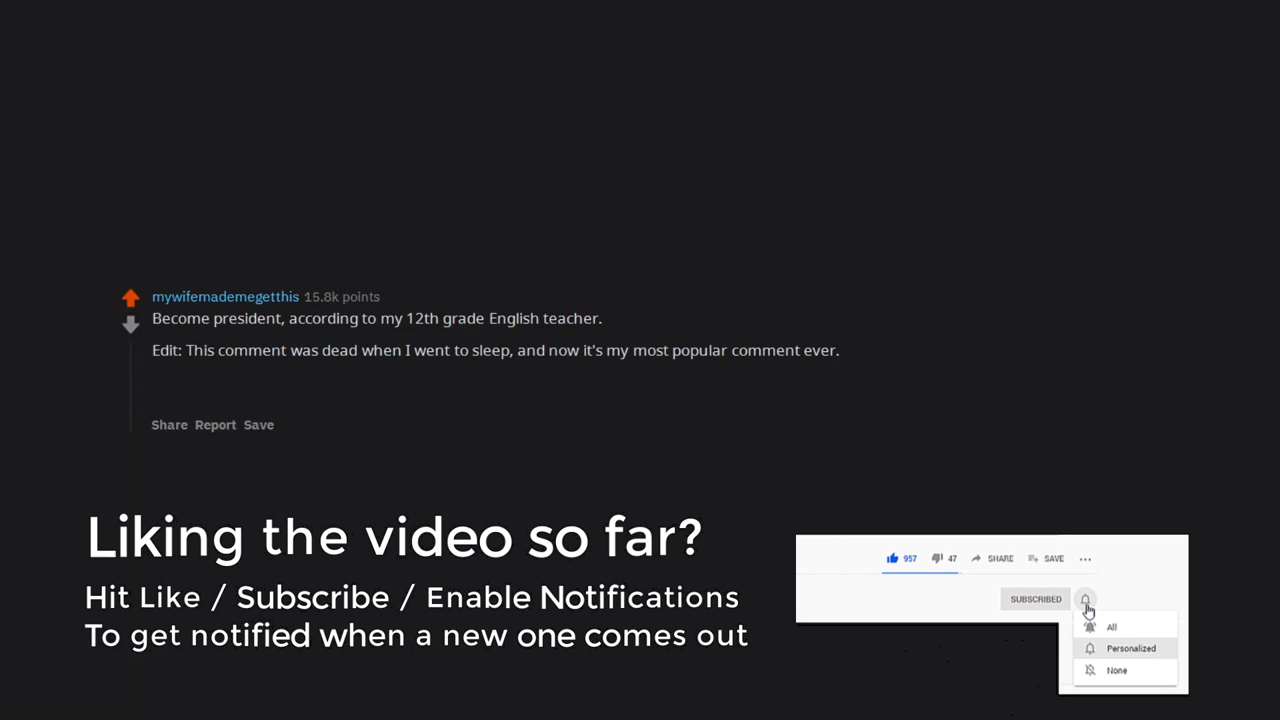 mywifemademegetthis 15.8k points
Become president, according to my 12th grade English teacher.
Edit: This comment was dead when I went to sleep, and now it's my most popular comment ever.
Share Report Save
Liking the video so far?
Hit Like / Subscribe / Enable Notifications
To get notified when a new one comes out
957 47 SHARE SAVE
SUBSCRIBED
All
Personalized
None